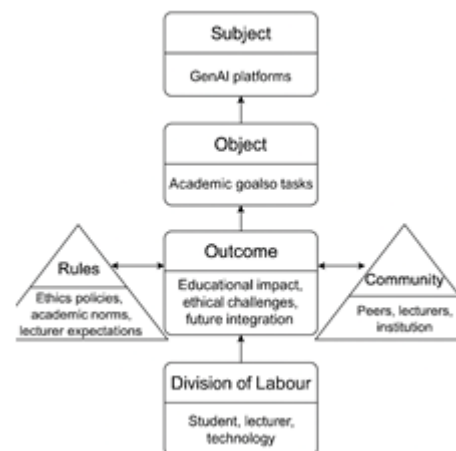 Subject
GenAI platforms
Object
Academic goalso tasks
Outcome
Educational impact,
ethical challenges,
future integration
Rules
Ethics policies,
academic norms,
lecturer expectations
Community
Peers, lecturers,
institution
Division of Labour
Student, lecturer,
technology